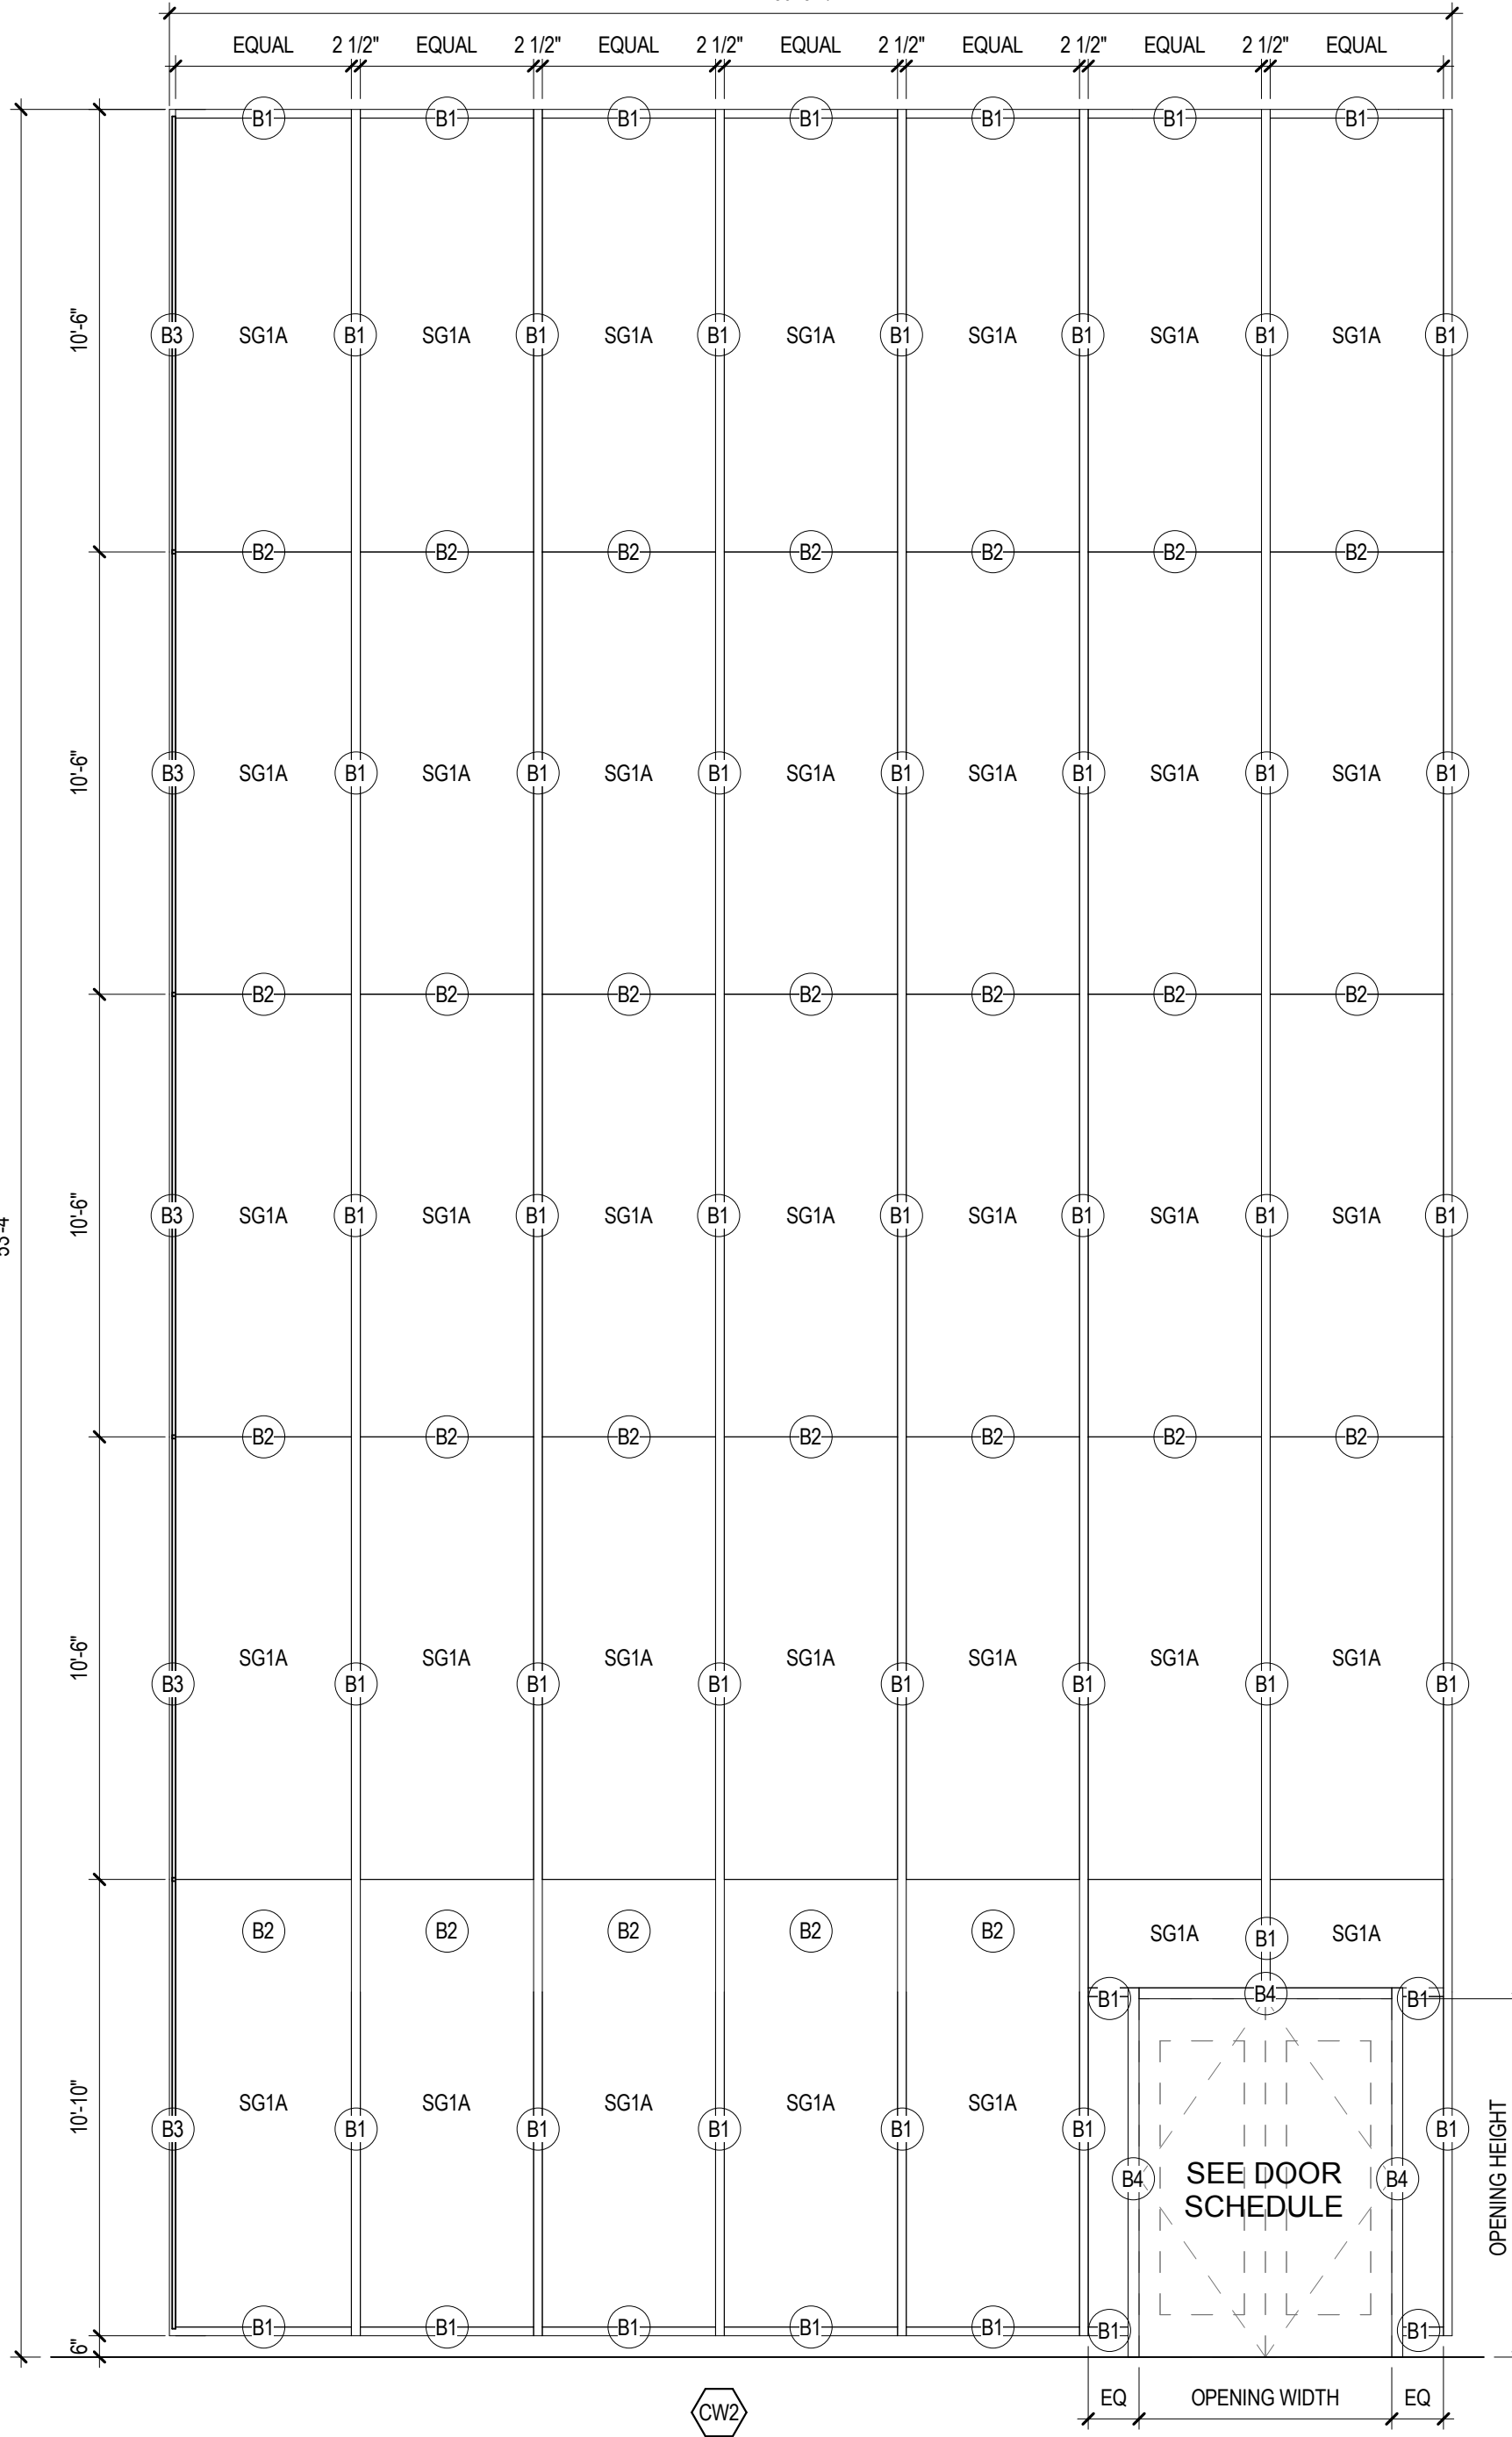 EQUAL 2 1/2" EQUAL 2 1/2" EQUAL 2 1/2" EQUAL 2 1/2" EQUAL 2 1/2" EQUAL 2 1/2" EQUAL
B1 B1 B1 B1 B1 B1 B1
10'-6" B3 SG1A B1 SG1A B1 SG1A B1 SG1A B1 SG1A B1 SG1A B1 SG1A B1
B2 B2 B2 B2 B2 B2 B2
10'-6" B3 SG1A B1 SG1A B1 SG1A B1 SG1A B1 SG1A B1 SG1A B1 SG1A B1
B2 B2 B2 B2 B2 B2 B2
53'-4"
10'-6" B3 SG1A B1 SG1A B1 SG1A B1 SG1A B1 SG1A B1 SG1A B1 SG1A B1
B2 B2 B2 B2 B2 B2 B2
10'-6" SG1A SG1A SG1A SG1A SG1A SG1A SG1A
B3 B1 B1 B1 B1 B1 B1 B1
B2 B2 B2 B2 B2 SG1A B1 SG1A
B1 B4 B1
10'-10" SG1A SG1A SG1A SG1A SG1A
B3 B1 B1 B1 B1 B1 B1
B4 SEE DOOR B4
SCHEDULE
OPENING HEIGHT
B1 B1 B1 B1 B1 B1 B1
6"
EQ OPENING WIDTH EQ
CW2